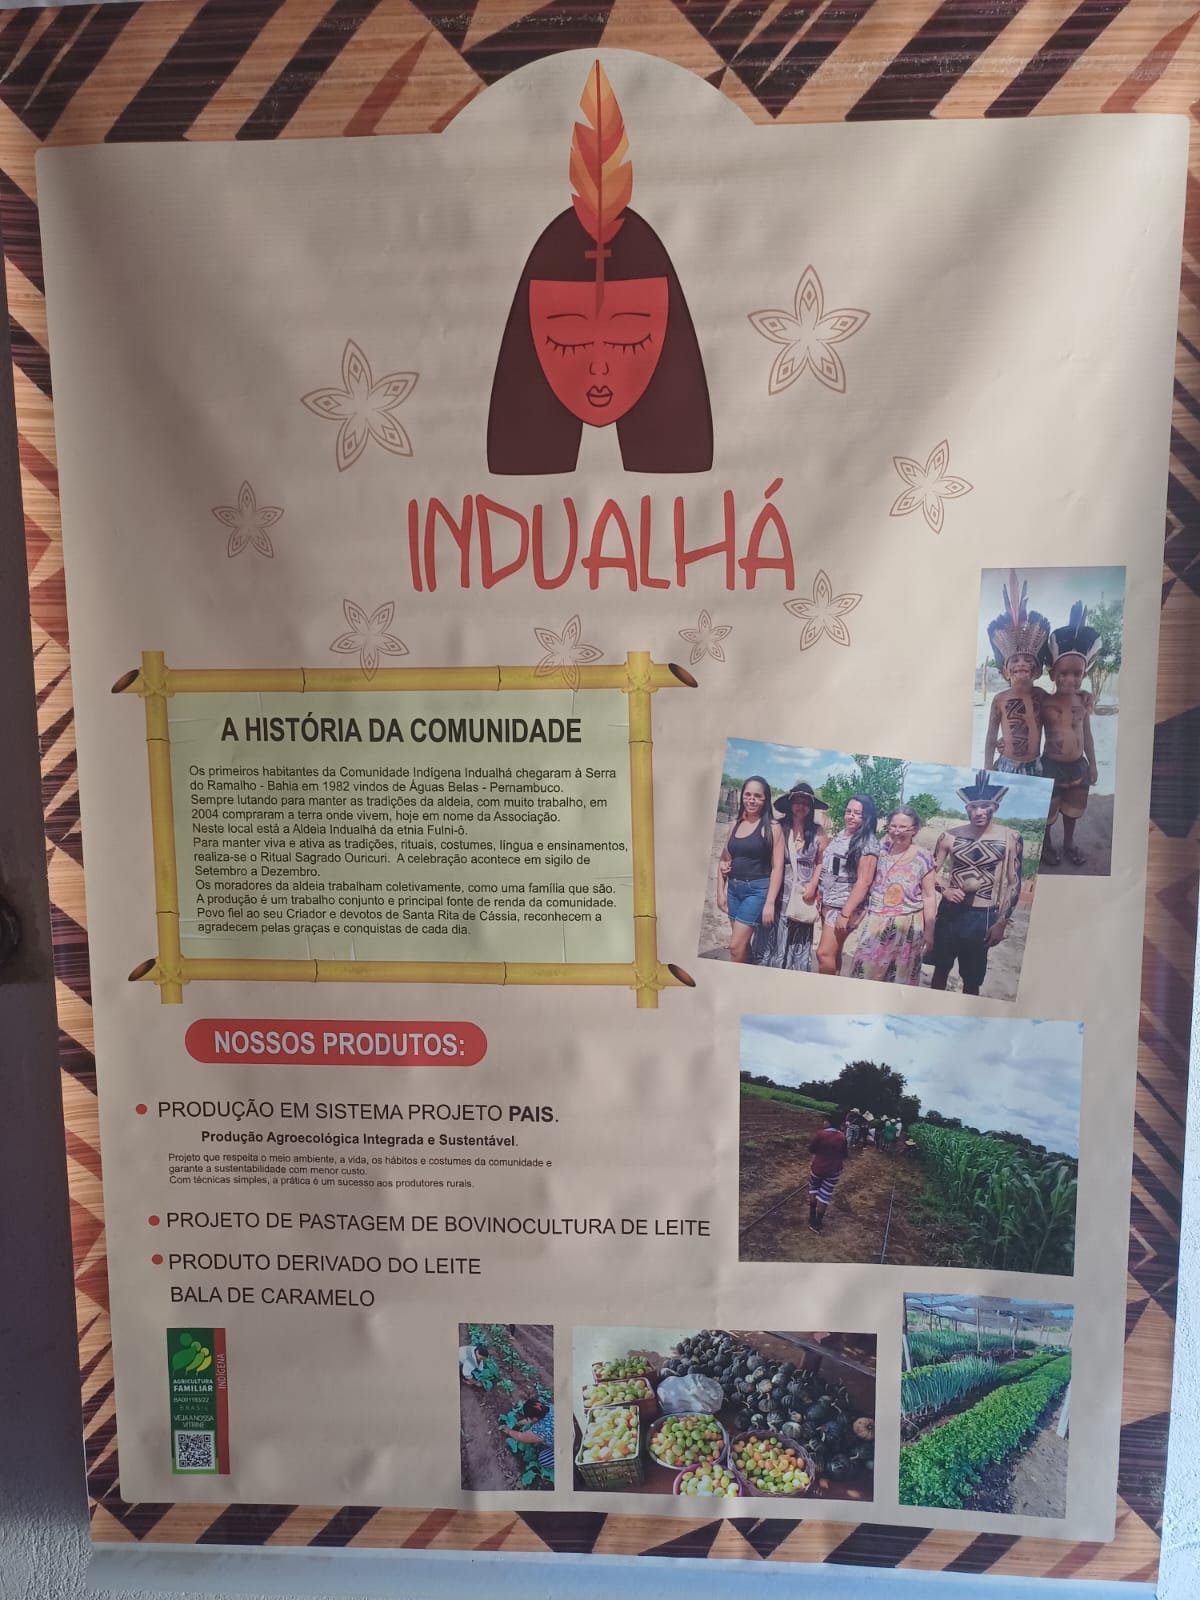 INDUALHÁ
A HISTÓRIA DA COMUNIDADE
Os primeiros habitantes da Comunidade Indígena Indualhá chegaram à Serra
do Ramalho - Bahia em 1982 vindos de Águas Belas - Pernambuco.
Sempre lutando para manter as tradições da aldeia, com muito trabalho, em
2004 compraram a terra onde vivem, hoje em nome da Associação.
Neste local está a Aldeia Indualhá da etnia Fulni-ô.
Para manter viva e ativa as tradições, rituais, costumes, língua e ensinamentos,
realiza-se o Ritual Sagrado Ouricuri. A celebração acontece em sigilo de
Setembro a Dezembro.
Os moradores da aldeia trabalham coletivamente, como uma família que são.
A produção é um trabalho conjunto e principal fonte de renda da comunidade.
Povo fiel ao seu Criador e devotos de Santa Rita de Cássia, reconhecem a
agradecem pelas graças e conquistas de cada dia.
NOSSOS PRODUTOS:
PRODUÇÃO EM SISTEMA PROJETO PAIS.
Produção Agroecológica Integrada e Sustentável.
Projeto que respeita o meio ambiente, a vida, os hábitos e costumes da comunidade e
garante a sustentabilidade com menor custo.
Com técnicas simples, a prática é um sucesso aos produtores rurais.
PROJETO DE PASTAGEM DE BOVINOCULTURA DE LEITE
PRODUTO DERIVADO DO LEITE
BALA DE CARAMELO
AGRICULTURA
FAMILIAR
BRASIL
VEJA A NOSSA
VITRINE
INDÍGENA